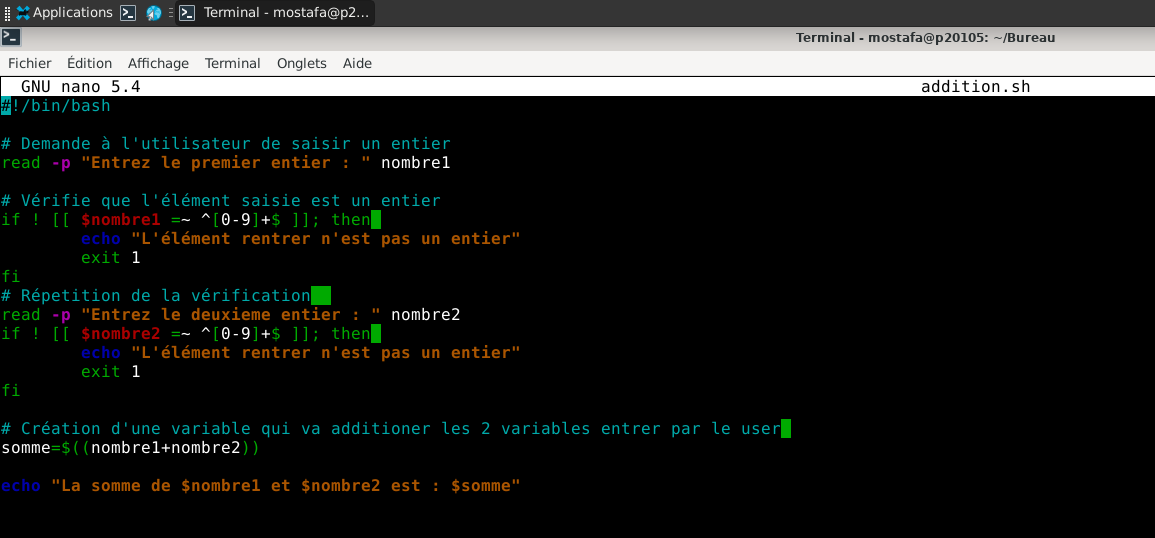 Applications
Terminal - mostafa@p2...
Terminal - mostafa@p20105: ~/Bureau
Fichier Édition Affichage Terminal Onglets Aide
GNU nano 5.4 addition.sh
#!/bin/bash
# Demande à l'utilisateur de saisir un entier
read -p "Entrez le premier entier : " nombre1
# Vérifie que l'élément saisie est un entier
if ! [[ $nombre1 =~ ^[0-9]+$ ]]; then
echo "L'élément rentrer n'est pas un entier"
exit 1
fi
# Répetition de la vérification
read -p "Entrez le deuxieme entier : " nombre2
if ! [[ $nombre2 =~ ^[0-9]+$ ]]; then
echo "L'élément rentrer n'est pas un entier"
exit 1
fi
# Création d'une variable qui va additioner les 2 variables entrer par le user
somme=$((nombre1+nombre2))
echo "La somme de $nombre1 et $nombre2 est : $somme"